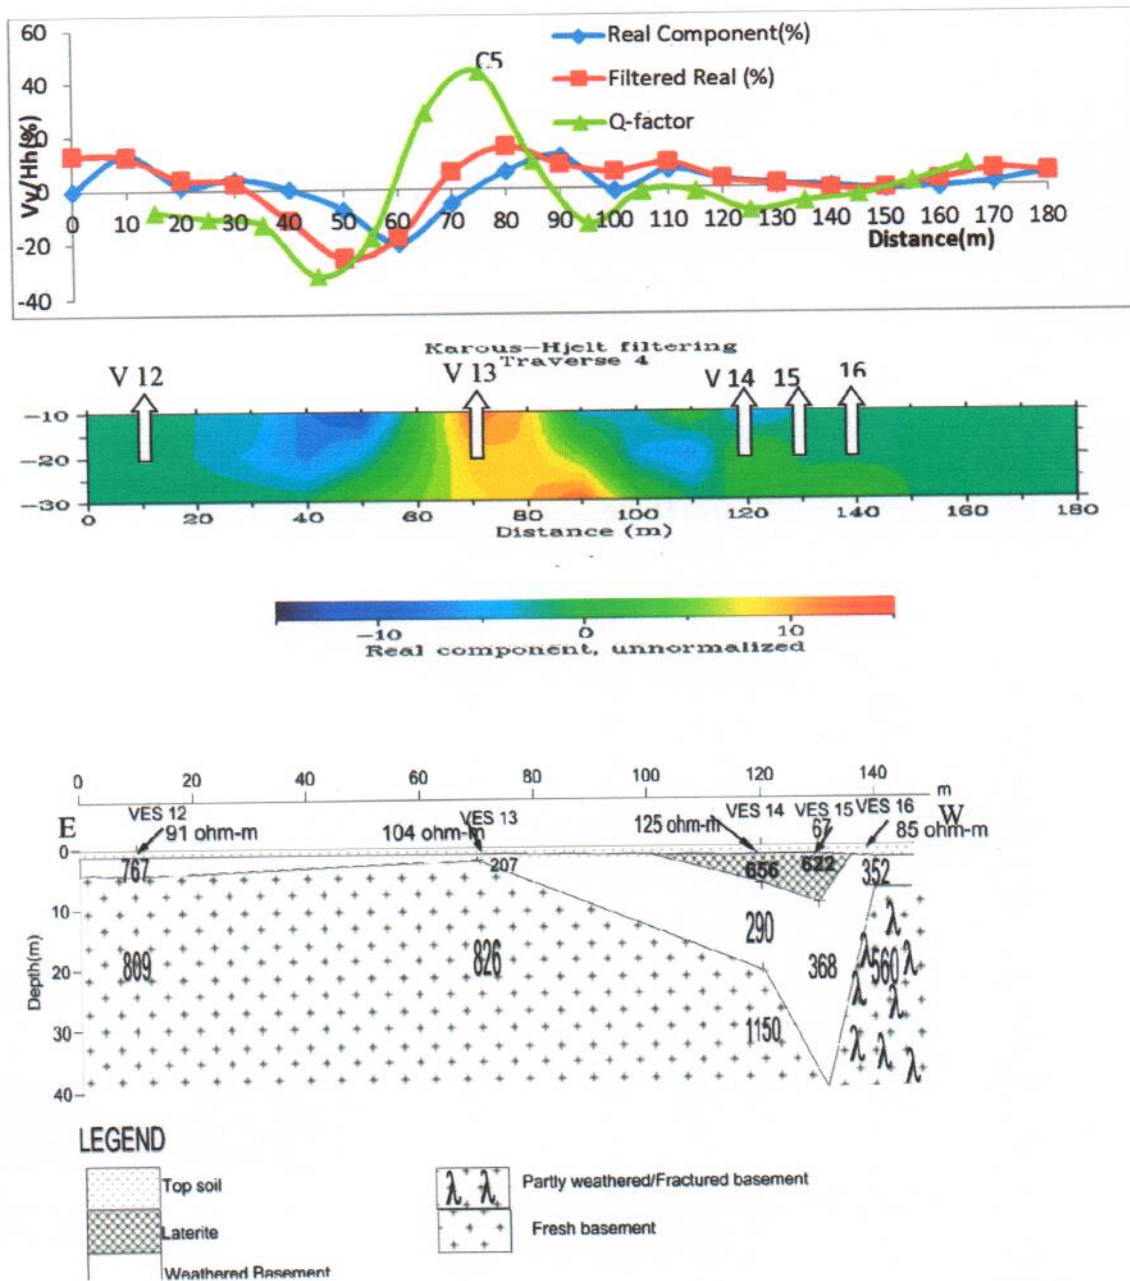 60
40
20
0
-20
-40
Vv/Hh(%)
C5
Real Component(%)
Filtered Real (%)
Q-factor
0 10 20 30 40 50 60 70 80 90 100 110 120 130 140 150 160 170 180
Distance(m)
Karous-Hjelt filtering
Traverse 4
V 12 V 13 V 14 15 16
-10
-20
-30
0 20 40 60 80 100 120 140 160 180
Distance (m)
-10 0 10
Real component, unnormalized
0 20 40 60 80 100 120 140 m
E VES 12 VES 13 VES 14 VES 15 VES 16 W
91 ohm-m 104 ohm-m 125 ohm-m 67 85 ohm-m
0
10
20
30
40
Depth(m)
767 207 656 622 352
290
809 826 368 560
1150
LEGEND
Top soil
Laterite
Weathered Basement
Partly weathered/Fractured basement
Fresh basement